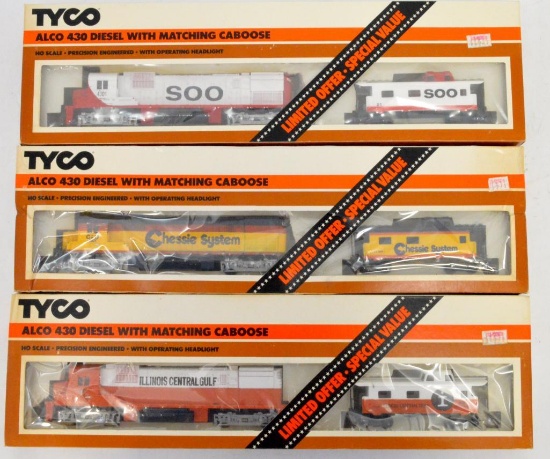 TYCO
ALCO 430 DIESEL WITH MATCHING CABOOSE
HO SCALE • PRECISION ENGINEERED • WITH OPERATING HEADLIGHT
SOO
LIMITED OFFER • SPECIAL VALUE
SOO
TYCO
ALCO 430 DIESEL WITH MATCHING CABOOSE
HO SCALE • PRECISION ENGINEERED • WITH OPERATING HEADLIGHT
Chessie System
LIMITED OFFER • SPECIAL VALUE
Chessie System
TYCO
ALCO 430 DIESEL WITH MATCHING CABOOSE
HO SCALE • PRECISION ENGINEERED • WITH OPERATING HEADLIGHT
ILLINOIS CENTRAL GULF
LIMITED OFFER • SPECIAL VALUE